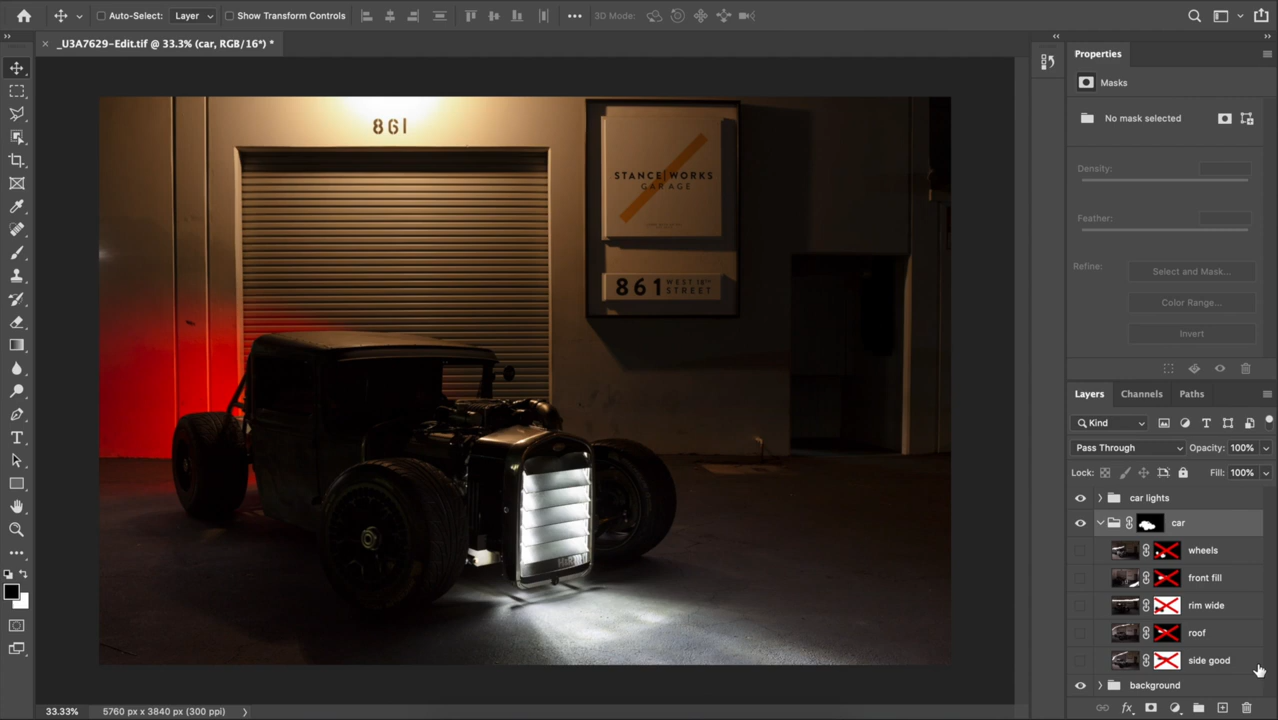 Auto-Select: Layer Show Transform Controls 3D Mode:
_U3A7629-Edit.tif @ 33.3% (car, RGB/16*) *
861
STANCE WORKS
GARAGE
861 WEST 18TH
STREET
Properties
Masks
No mask selected
Density:
Feather:
Refine:
Select and Mask...
Color Range...
Invert
Layers Channels Paths
Kind
Pass Through Opacity: 100%
Lock: Fill: 100%
car lights
car
wheels
front fill
rim wide
roof
side good
background
fx
33.33% 5760 px x 3840 px (300 ppi)